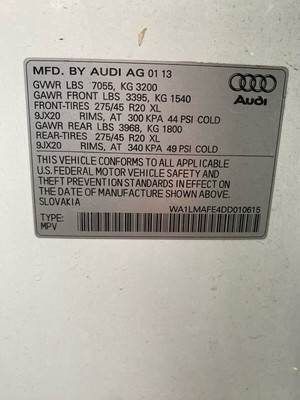 MFD. BY AUDI AG 01 13
GVWR LBS 7055, KG 3200
GAWR FRONT LBS 3395, KG 1540
FRONT-TIRES 275/45 R20 XL
9JX20 RIMS, AT 300 KPA 44 PSI COLD
GAWR REAR LBS 3968, KG 1800
REAR-TIRES 275/45 R20 XL
9JX20 RIMS, AT 340 KPA 49 PSI COLD
Audi
THIS VEHICLE CONFORMS TO ALL APPLICABLE
U.S. FEDERAL MOTOR VEHICLE SAFETY AND
THEFT PREVENTION STANDARDS IN EFFECT ON
THE DATE OF MANUFACTURE SHOWN ABOVE.
SLOVAKIA
WA1LMAFE4DD010615
TYPE:
MPV